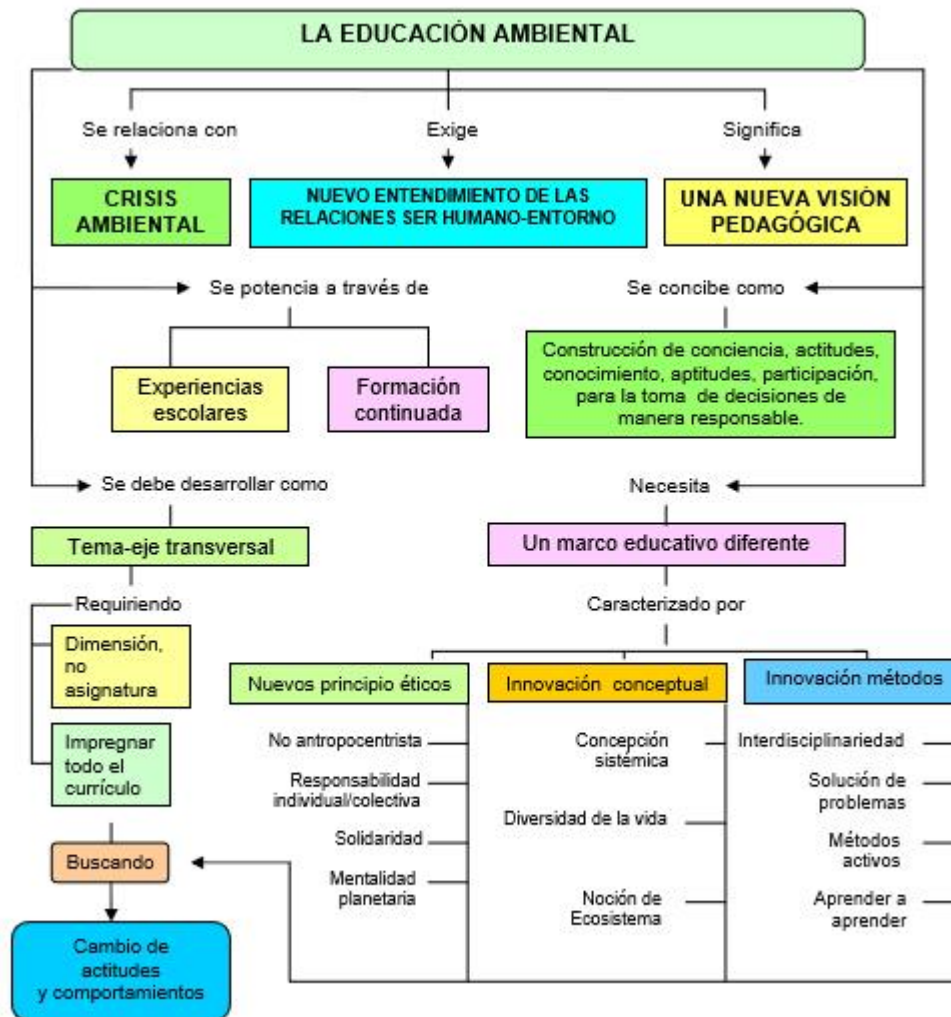 LA EDUCACIÓN AMBIENTAL
Se relaciona con
Exige
Significa
CRISIS
AMBIENTAL
NUEVO ENTENDIMIENTO DE LAS
RELACIONES SER HUMANO-ENTORNO
UNA NUEVA VISIÓN
PEDAGÓGICA
Se potencia a través de
Se concibe como
Experiencias
escolares
Formación
continuada
Construcción de conciencia, actitudes,
conocimiento, aptitudes, participación,
para la toma de decisiones de
manera responsable.
Se debe desarrollar como
Necesita
Tema-eje transversal
Un marco educativo diferente
Requiriendo
Caracterizado por
Dimensión,
no
asignatura
Impregnar
todo el
currículo
Nuevos principio éticos
Innovación conceptual
Innovación métodos
No antropocentrista
Responsabilidad
individual/colectiva
Solidaridad
Mentalidad
planetaria
Concepción
sistémica
Diversidad de la vida
Noción de
Ecosistema
Interdisciplinariedad
Solución de
problemas
Métodos
activos
Aprender a
aprender
Buscando
Cambio de
actitudes
y comportamientos